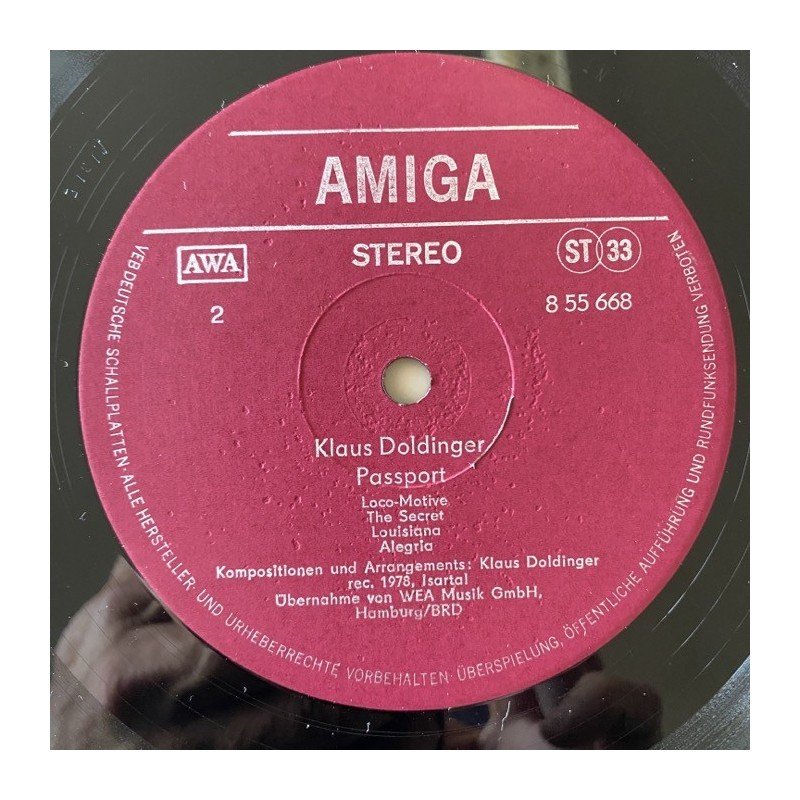 AMIGA
AWA
STEREO
ST 33
2
8 55 668
Klaus Doldinger
Passport
Loco-Motive
The Secret
Louisiana
Alegria
Kompositionen und Arrangements: Klaus Doldinger
rec. 1978, Isartal
Übernahme von WEA Musik GmbH,
Hamburg/BRD
VEB DEUTSCHE SCHALLPLATTEN · ALLE HERSTELLER- UND URHEBERRECHTE VORBEHALTEN · ÜBERSPIELUNG, ÖFFENTLICHE AUFFÜHRUNG UND RUNDFUNKSENDUNG VERBOTEN